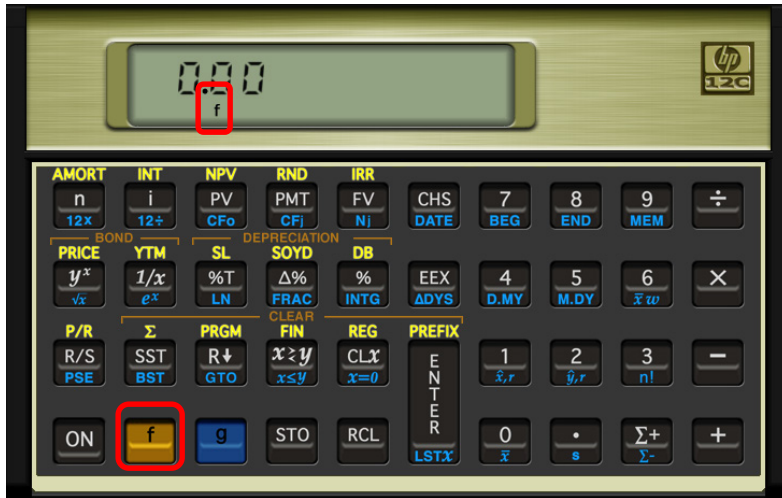 0.00
f
hp
12C
AMORT INT NPV RND IRR
n i PV PMT FV CHS 7 8 9 ÷
12x 12÷ CFo CFj Nj DATE BEG END MEM
BOND DEPRECIATION
PRICE YTM SL SOYD DB
yˣ 1/x %T Δ% % EEX 4 5 6 ×
√x eˣ LN FRAC INTG ΔDYS D.MY M.DY x̅ w
CLEAR
P/R Σ PRGM FIN REG PREFIX
R/S SST R↓ x≷y CLx ENTER 1 2 3 −
PSE BST GTO x≤y x=0 x̂,r ŷ,r n!
ON f g STO RCL 0 • Σ+ +
LSTx x̅ s Σ-